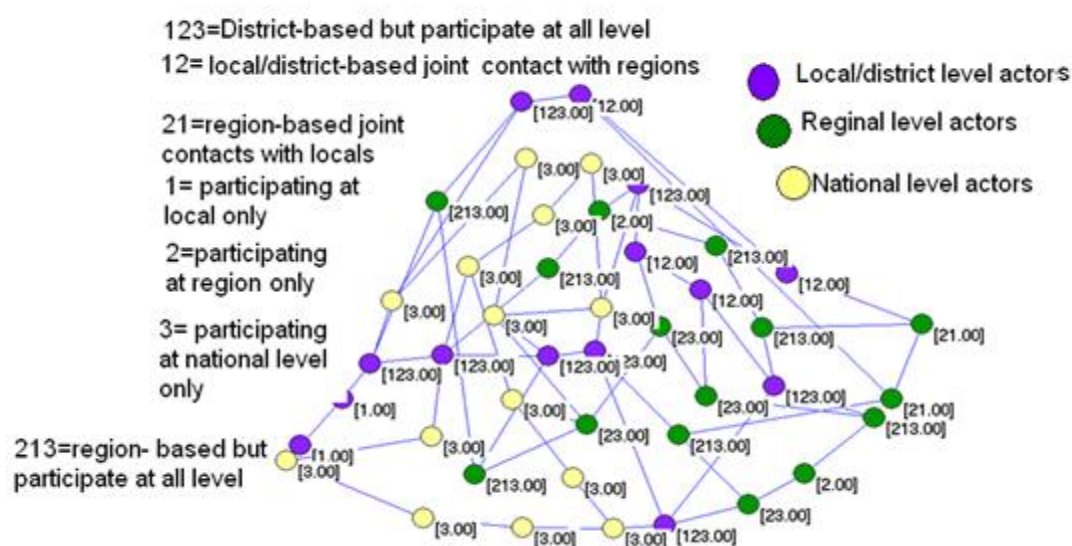 123=District-based but participate at all level
12= local/district-based joint contact with regions
21=region-based joint
contacts with locals
1= participating at
local only
2=participating
at region only
3= participating
at national level
only
213=region- based but
participate at all level
Local/district level actors
Reginal level actors
National level actors
[123.00]
[12.00]
[3.00]
[3.00]
[123.00]
[213.00]
[3.00]
[2.00]
[213.00]
[12.00]
[3.00]
[213.00]
[12.00]
[12.00]
[3.00]
[3.00]
[3.00]
[23.00]
[213.00]
[21.00]
[123.00]
[123.00]
[123.00]
23.00]
[123.00]
[1.00]
[3.00]
[23.00]
[21.00]
[213.00]
[23.00]
[213.00]
[3.00]
[1.00]
[3.00]
[213.00]
[3.00]
[2.00]
[23.00]
[3.00]
[3.00]
[3.00]
[123.00]